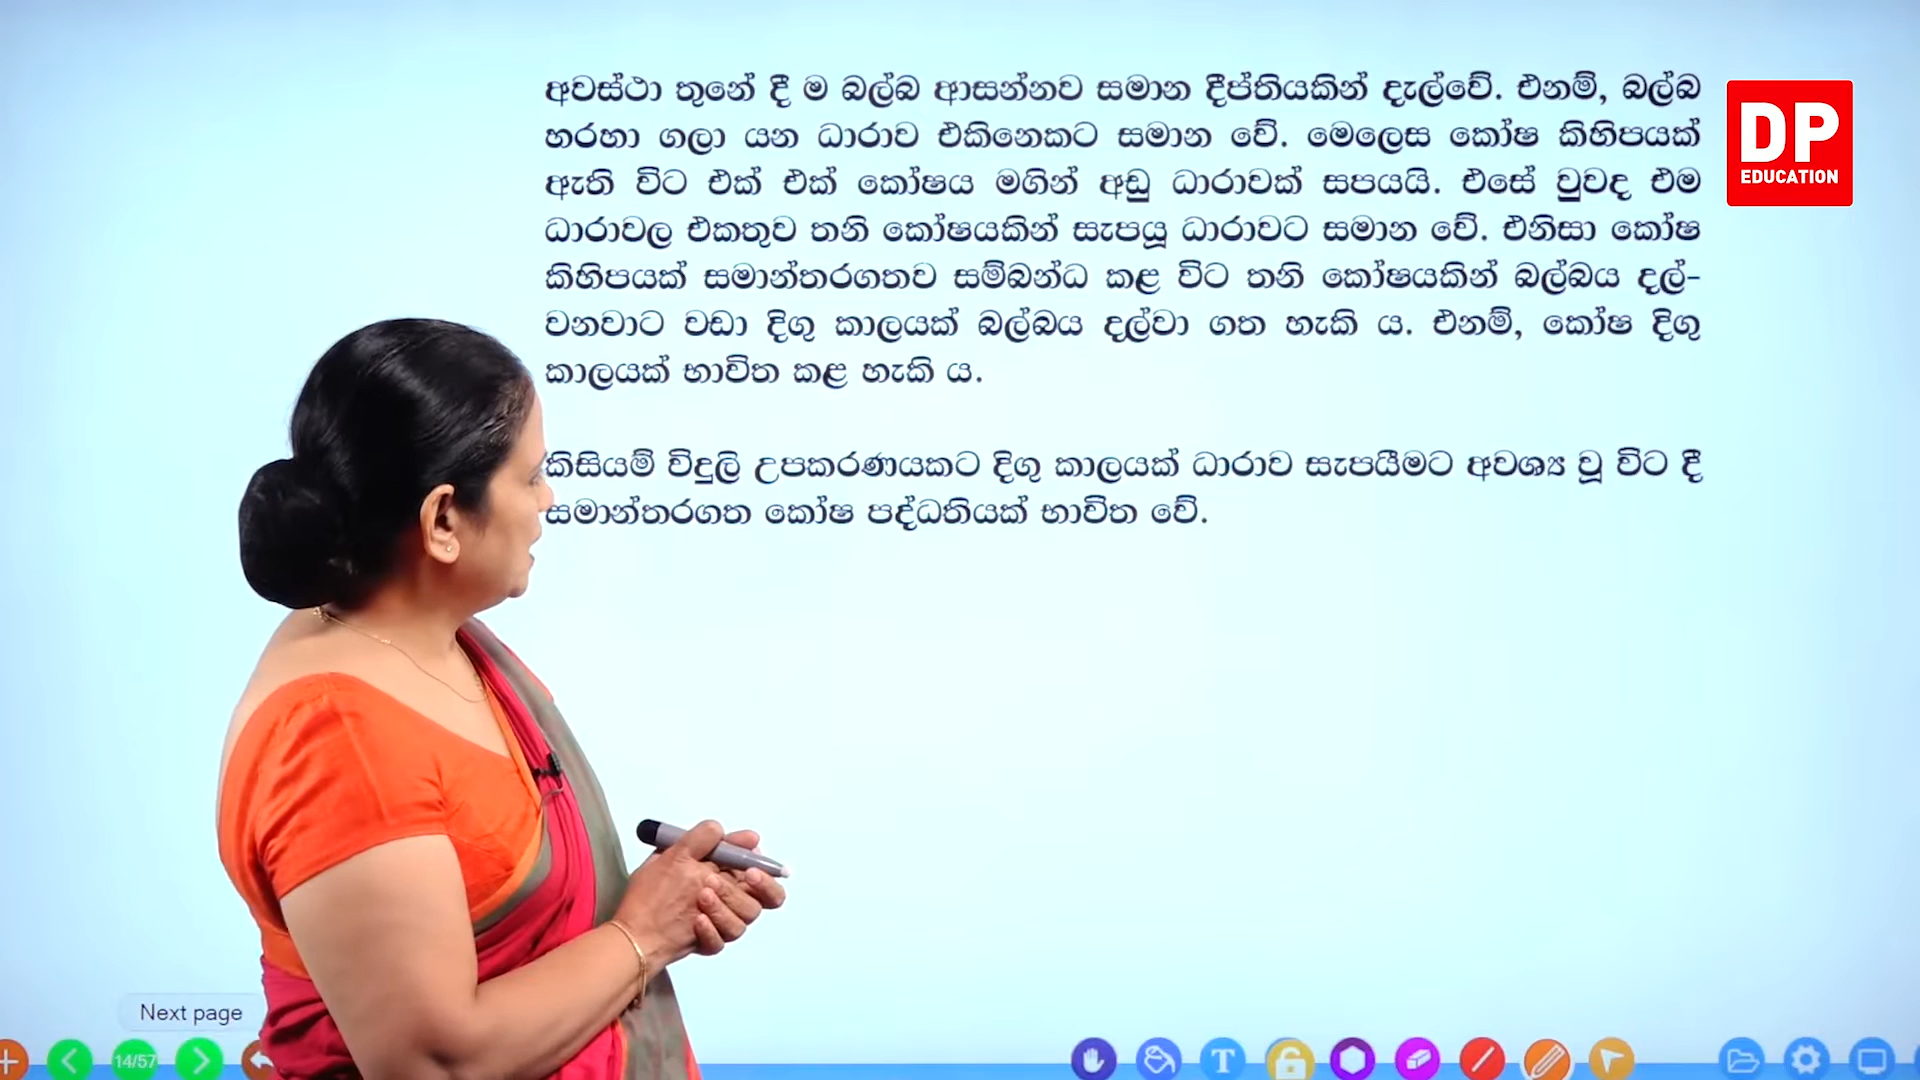 අවස්ථා තුනේ දී ම බල්බ ආසන්නව සමාන දීප්තියකින් දැල්වේ. එනම්, බල්බ
හරහා ගලා යන ධාරාව එකිනෙකට සමාන වේ. මෙලෙස කෝෂ කිහිපයක්
ඇති විට එක් එක් කෝෂය මගින් අඩු ධාරාවක් සපයයි. එසේ වුවද එම
ධාරාවල එකතුව තනි කෝෂයකින් සැපයූ ධාරාවට සමාන වේ. එනිසා කෝෂ
කිහිපයක් සමාන්තරගතව සම්බන්ධ කළ විට තනි කෝෂයකින් බල්බය දල්-
වනවාට වඩා දිගු කාලයක් බල්බය දල්වා ගත හැකි ය. එනම්, කෝෂ දිගු
කාලයක් භාවිත කළ හැකි ය.
කිසියම් විදුලි උපකරණයකට දිගු කාලයක් ධාරාව සැපයීමට අවශ්‍ය වූ විට දී
සමාන්තරගත කෝෂ පද්ධතියක් භාවිත වේ.
DP
EDUCATION
Next page
14/57
T